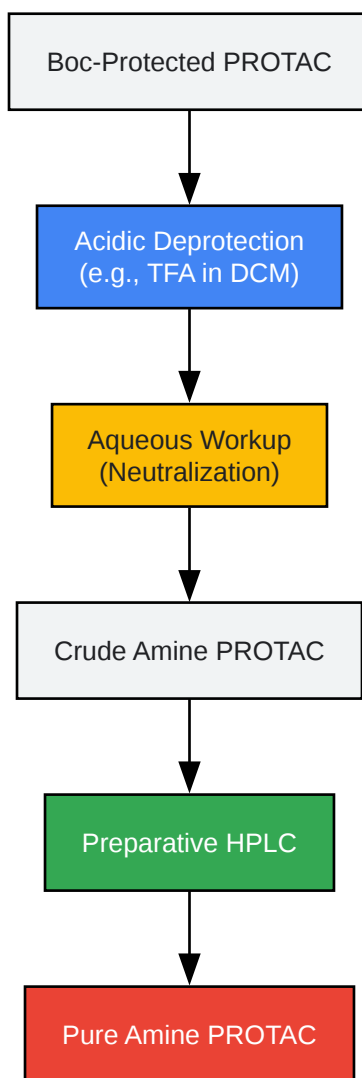 Boc-Protected PROTAC
Acidic Deprotection
(e.g., TFA in DCM)
Aqueous Workup
(Neutralization)
Crude Amine PROTAC
Preparative HPLC
Pure Amine PROTAC